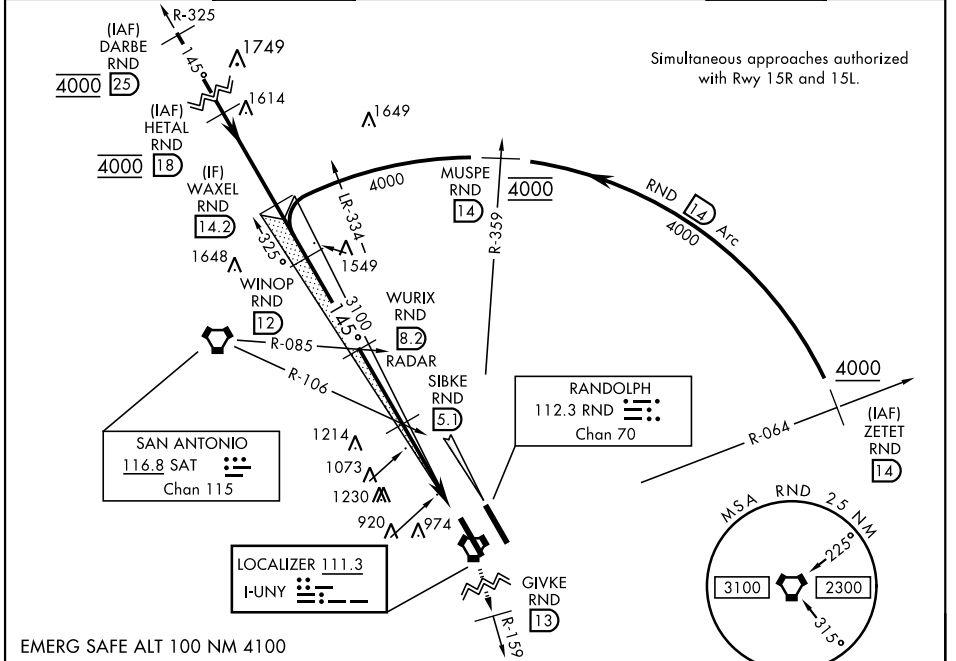 R-325
(IAF)
DARBE
RND
4000 25
145°
1749
1614
(IAF)
HETAL
RND
4000 18
1649
Simultaneous approaches authorized
with Rwy 15R and 15L.
(IF)
WAXEL
RND
14.2
LR-334
4000
MUSPE
RND
14
4000
R-359
RND 14 Arc
4000
325°
1549
1648
WINOP
RND
12
3100
145°
WURIX
RND
8.2
RADAR
R-085
R-106
SIBKE
RND
5.1
4000
(IAF)
ZETET
RND
14
R-064
RANDOLPH
112.3 RND
Chan 70
SAN ANTONIO
116.8 SAT
Chan 115
1214
1073
1230
920
974
LOCALIZER 111.3
I-UNY
GIVKE
RND
13
R-159
MSA RND 25 NM
225°
3100
2300
315°
EMERG SAFE ALT 100 NM 4100